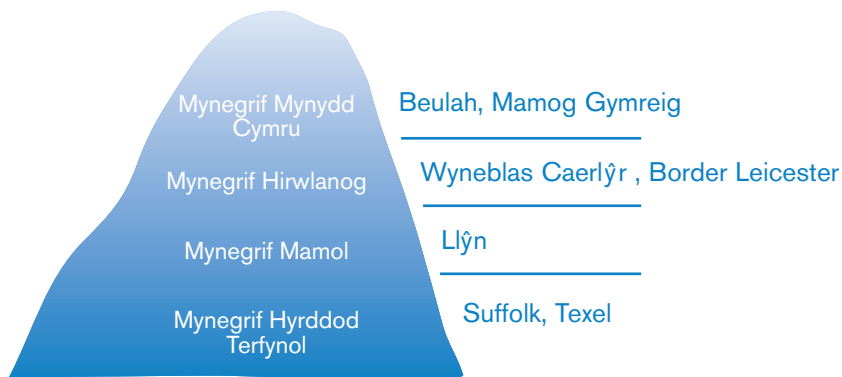 Mynegrif Mynydd
Cymru
Beulah, Mamog Gymreig
Mynegrif Hirwlanog
Wyneblas Caerlŷr , Border Leicester
Mynegrif Mamol
Llŷn
Mynegrif Hyrddod
Terfynol
Suffolk, Texel